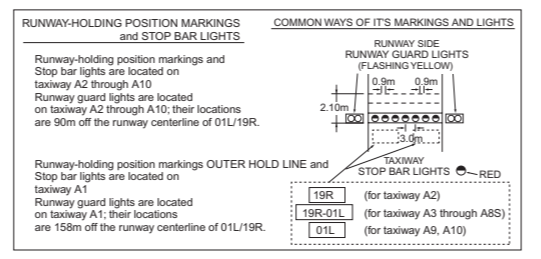 RUNWAY-HOLDING POSITION MARKINGS
and STOP BAR LIGHTS
Runway-holding position markings and
Stop bar lights are located on
taxiway A2 through A10
Runway guard lights are located
on taxiway A2 through A10; their locations
are 90m off the runway centerline of 01L/19R.
Runway-holding position markings OUTER HOLD LINE and
Stop bar lights are located on
taxiway A1
Runway guard lights are located
on taxiway A1; their locations
are 158m off the runway centerline of 01L/19R.
COMMON WAYS OF IT'S MARKINGS AND LIGHTS
RUNWAY SIDE
RUNWAY GUARD LIGHTS
(FLASHING YELLOW)
0.9m 0.9m
2.10m
3.0m
TAXIWAY
STOP BAR LIGHTS RED
19R (for taxiway A2)
19R-01L (for taxiway A3 through A8S)
01L (for taxiway A9, A10)